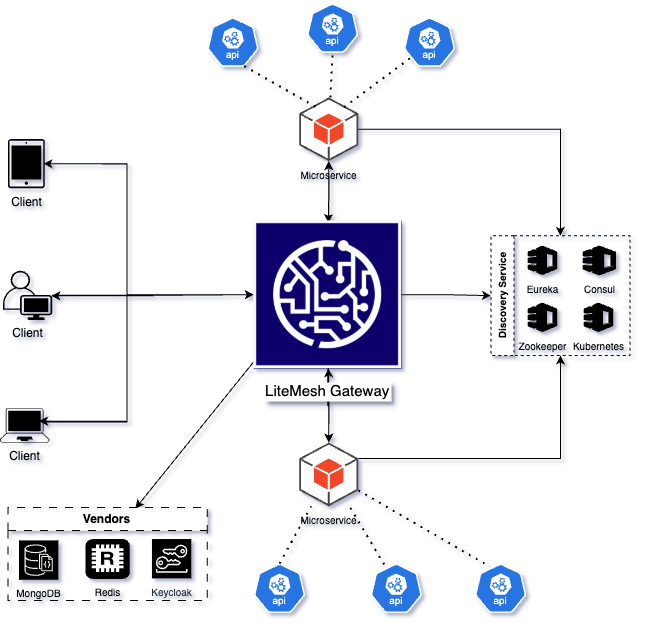 api
api
api
Microservice
Client
Client
Client
LiteMesh Gateway
Discovery Service
Eureka
Consul
Zookeeper
Kubernetes
Microservice
Vendors
R
MongoDB
Redis
Keycloak
api
api
api